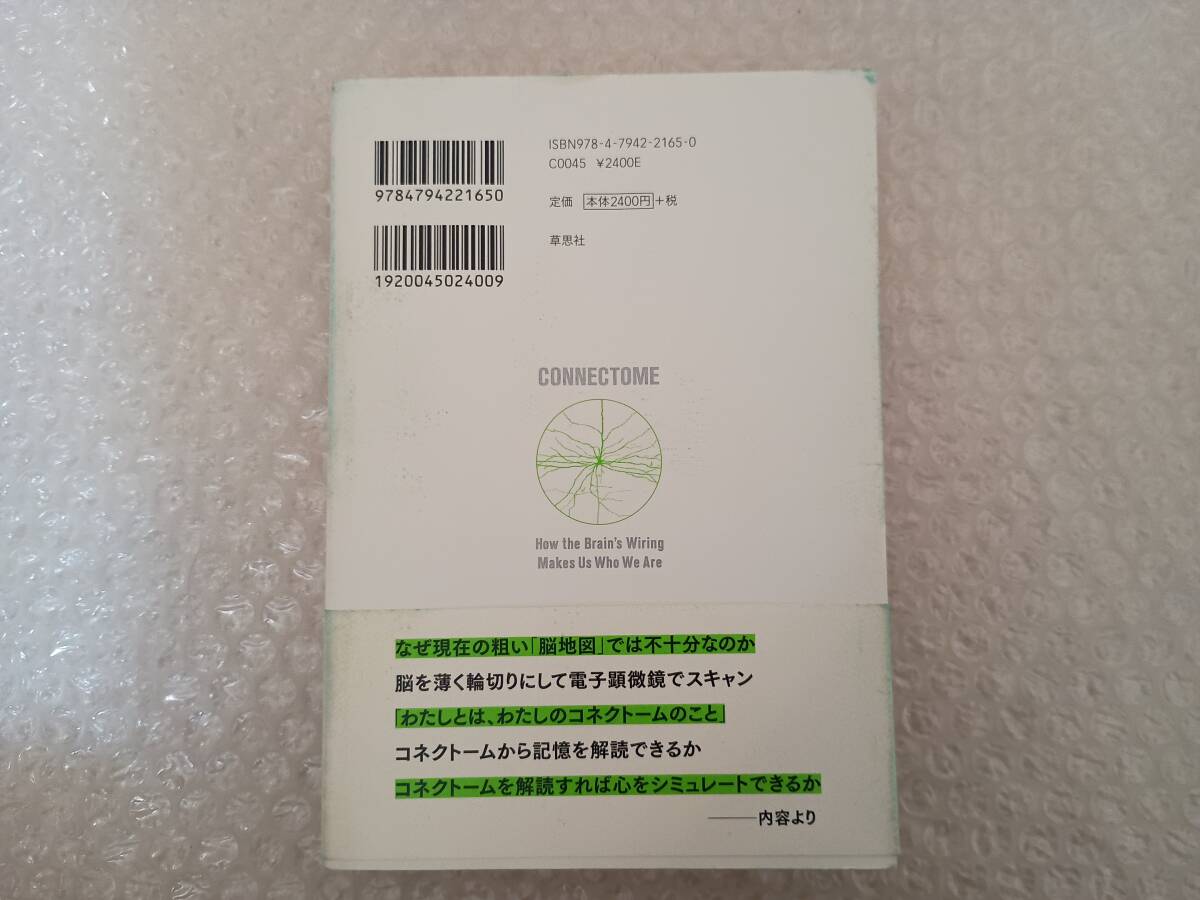 ISBN978-4-7942-2165-0
C0045 ¥2400E
9784794221650
定価 本体2400円+税
草思社
1920045024009
CONNECTOME
How the Brain's Wiring
Makes Us Who We Are
なぜ現在の粗い「脳地図」では不十分なのか
脳を薄く輪切りにして電子顕微鏡でスキャン
「わたしとは、わたしのコネクトームのこと」
コネクトームから記憶を解読できるか
コネクトームを解読すれば心をシミュレートできるか
――内容より